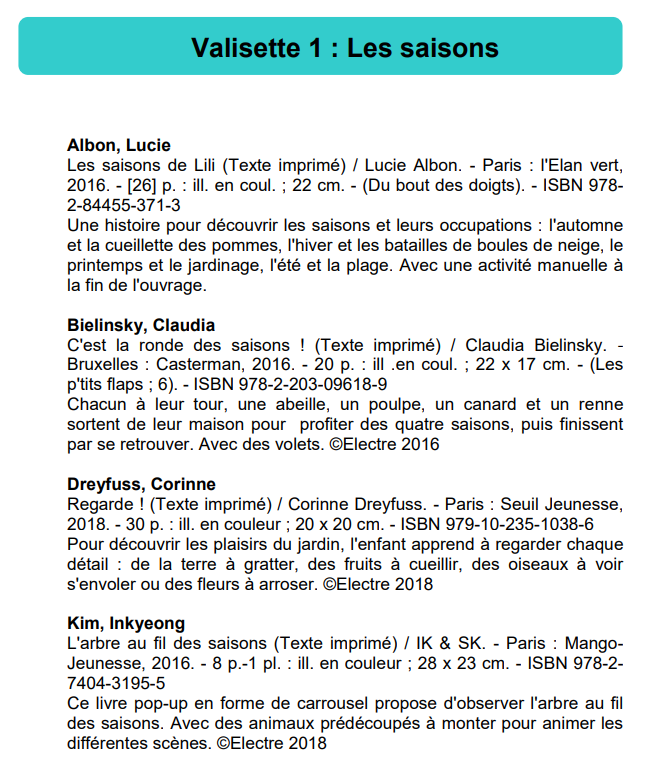 Valisette 1 : Les saisons
Albon, Lucie
Les saisons de Lili (Texte imprimé) / Lucie Albon. - Paris : l'Elan vert,
2016. - [26] p. : ill. en coul. ; 22 cm. - (Du bout des doigts). - ISBN 978-
2-84455-371-3
Une histoire pour découvrir les saisons et leurs occupations : l'automne
et la cueillette des pommes, l'hiver et les batailles de boules de neige, le
printemps et le jardinage, l'été et la plage. Avec une activité manuelle à
la fin de l'ouvrage.
Bielinsky, Claudia
C'est la ronde des saisons ! (Texte imprimé) / Claudia Bielinsky. -
Bruxelles : Casterman, 2016. - 20 p. : ill .en coul. ; 22 x 17 cm. - (Les
p'tits flaps ; 6). - ISBN 978-2-203-09618-9
Chacun à leur tour, une abeille, un poulpe, un canard et un renne
sortent de leur maison pour  profiter des quatre saisons, puis finissent
par se retrouver. Avec des volets. ©Electre 2016
Dreyfuss, Corinne
Regarde ! (Texte imprimé) / Corinne Dreyfuss. - Paris : Seuil Jeunesse,
2018. - 30 p. : ill. en couleur ; 20 x 20 cm. - ISBN 979-10-235-1038-6
Pour découvrir les plaisirs du jardin, l'enfant apprend à regarder chaque
détail : de la terre à gratter, des fruits à cueillir, des oiseaux à voir
s'envoler ou des fleurs à arroser. ©Electre 2018
Kim, Inkyeong
L'arbre au fil des saisons (Texte imprimé) / IK & SK. - Paris : Mango-
Jeunesse, 2016. - 8 p.-1 pl. : ill. en couleur ; 28 x 23 cm. - ISBN 978-2-
7404-3195-5
Ce livre pop-up en forme de carrousel propose d'observer l'arbre au fil
des saisons. Avec des animaux prédécoupés à monter pour animer les
différentes scènes. ©Electre 2018